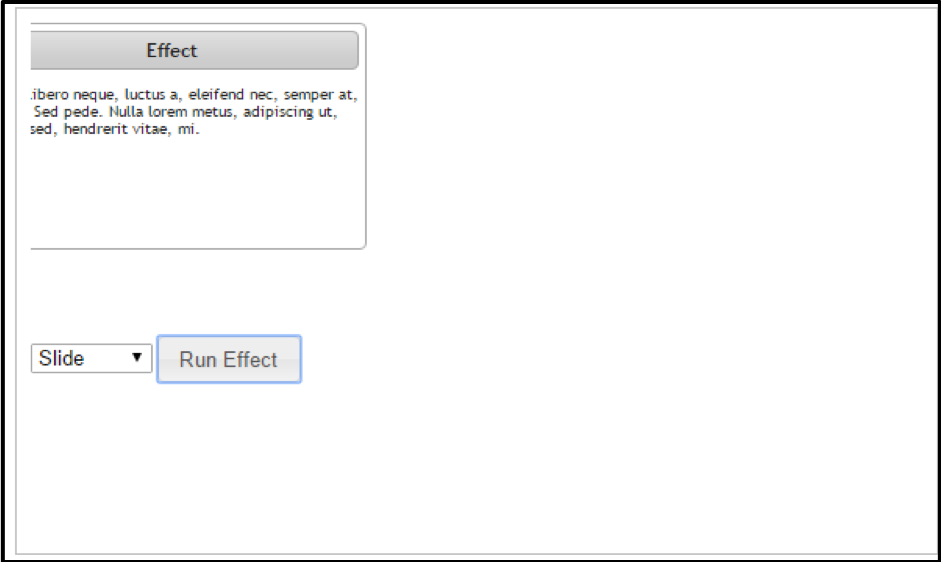 Effect
libero neque, luctus a, eleifend nec, semper at,
Sed pede. Nulla lorem metus, adipiscing ut,
sed, hendrerit vitae, mi.
Slide
Run Effect